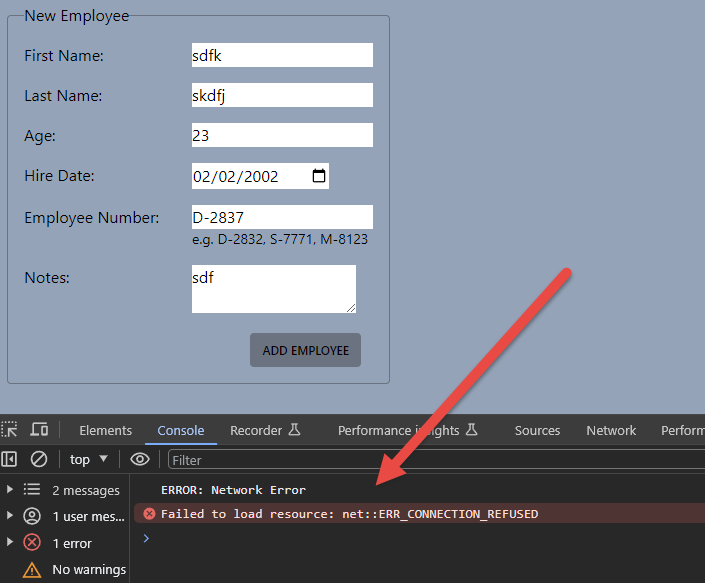 New Employee
First Name: sdfk
Last Name: skdfj
Age: 23
Hire Date: 02/02/2002
Employee Number: D-2837
e.g. D-2832, S-7771, M-8123
Notes: sdf
ADD EMPLOYEE
Elements Console Recorder Performance insights Sources Network Perform
top Filter
2 messages
ERROR: Network Error
1 user mes...
Failed to load resource: net::ERR_CONNECTION_REFUSED
1 error
No warnings